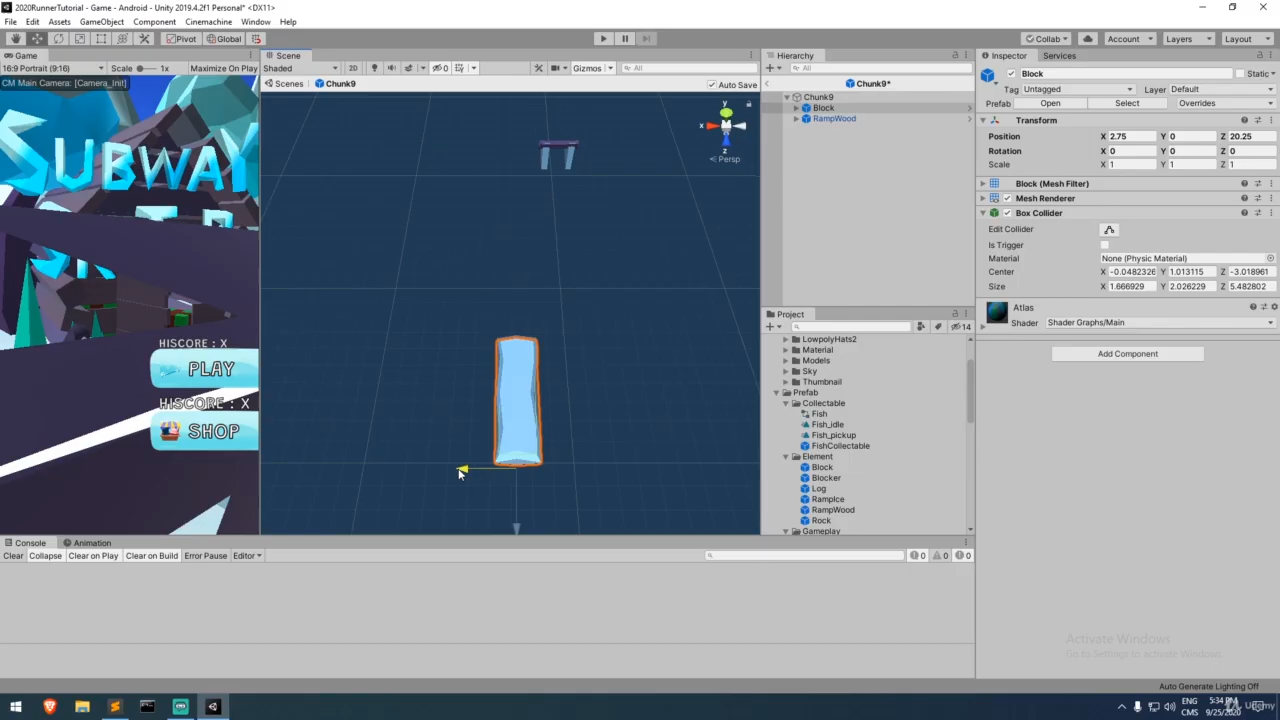 2020RunnerTutorial - Game - Android - Unity 2019.4.2f1 Personal* <DX11>
File Edit Assets GameObject Component Cinemachine Window Help
Pivot Global Collab Account Layers Layout
Game Scene Hierarchy Inspector Services
16:9 Portrait (9:16) Scale 1x Maximize On Play Shaded 2D 0 Gizmos All All
CM Main Camera: [Camera_Init] Scenes Chunk9 Auto Save Chunk9*
Block Static
Tag Untagged Layer Default
Prefab Open Select Overrides
Chunk9
Block
RampWood
y
x
z
Persp
Transform
Position X 2.75 Y 0 Z 20.25
Rotation X 0 Y 0 Z 0
Scale X 1 Y 1 Z 1
Block (Mesh Filter)
Mesh Renderer
Box Collider
Edit Collider
Is Trigger
Material None (Physic Material)
Center X -0.0482326 Y 1.013115 Z -3.018961
Size X 1.666929 Y 2.026229 Z 5.482802
Atlas
Shader Shader Graphs/Main
Add Component
SUBWAY
HISCORE : X
PLAY
HISCORE : X
SHOP
Project
14
LowpolyHats2
Material
Models
Sky
Thumbnail
Prefab
Collectable
Fish
Fish_idle
Fish_pickup
FishCollectable
Element
Block
Blocker
Log
RampIce
RampWood
Rock
Gameplay
Console Animation
Clear Collapse Clear on Play Clear on Build Error Pause Editor 0 0 0
Activate Windows
Go to Settings to activate Windows.
Auto Generate Lighting Off
ENG
CMS
5:34 PM
9/25/2020
Udemy